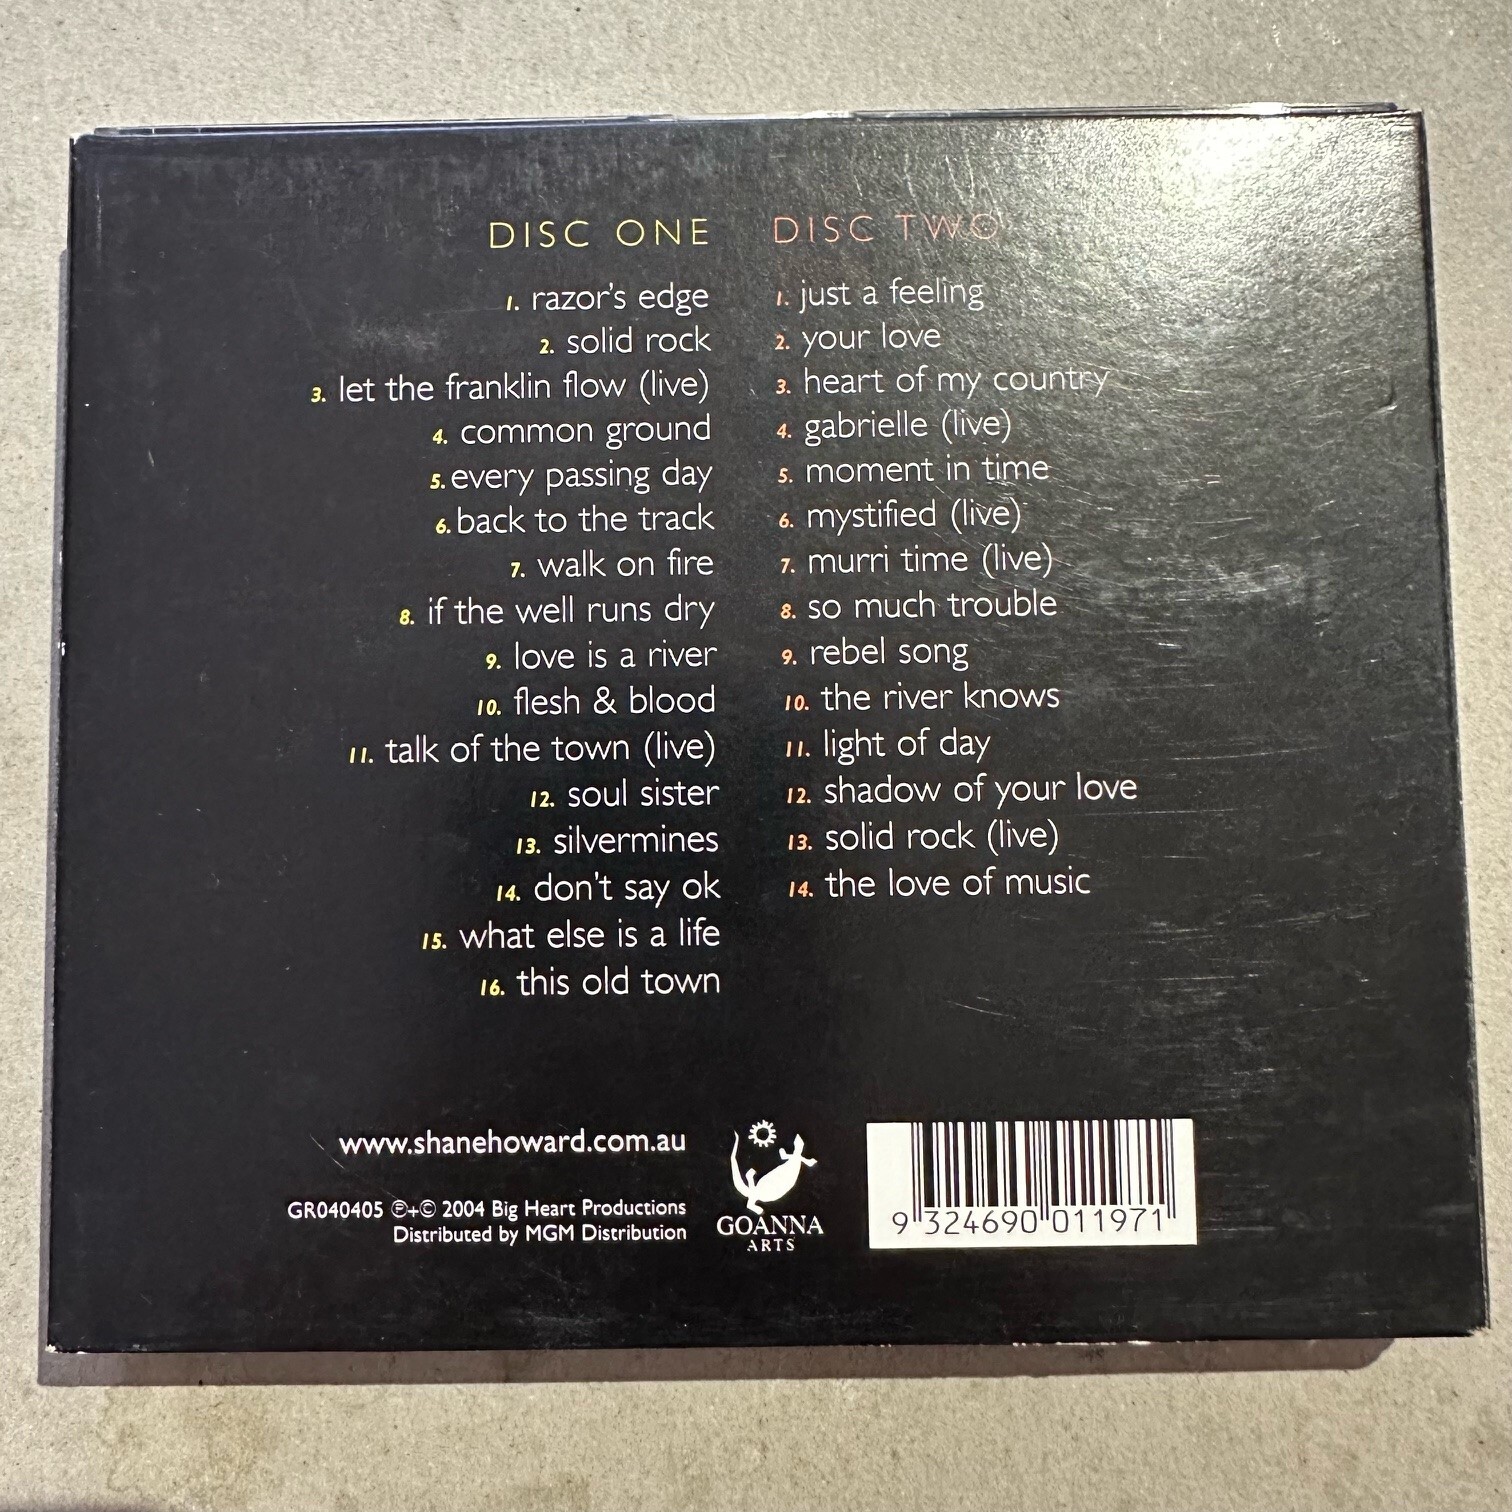 DISC ONE
1. razor's edge
2. solid rock
3. let the franklin flow (live)
4. common ground
5. every passing day
6. back to the track
7. walk on fire
8. if the well runs dry
9. love is a river
10. flesh & blood
11. talk of the town (live)
12. soul sister
13. silvermines
14. don't say ok
15. what else is a life
16. this old town
DISC TWO
1. just a feeling
2. your love
3. heart of my country
4. gabrielle (live)
5. moment in time
6. mystified (live)
7. murri time (live)
8. so much trouble
9. rebel song
10. the river knows
11. light of day
12. shadow of your love
13. solid rock (live)
14. the love of music
www.shanehoward.com.au
GR040405 ℗+© 2004 Big Heart Productions
Distributed by MGM Distribution
GOANNA
ARTS
9 324690 011971